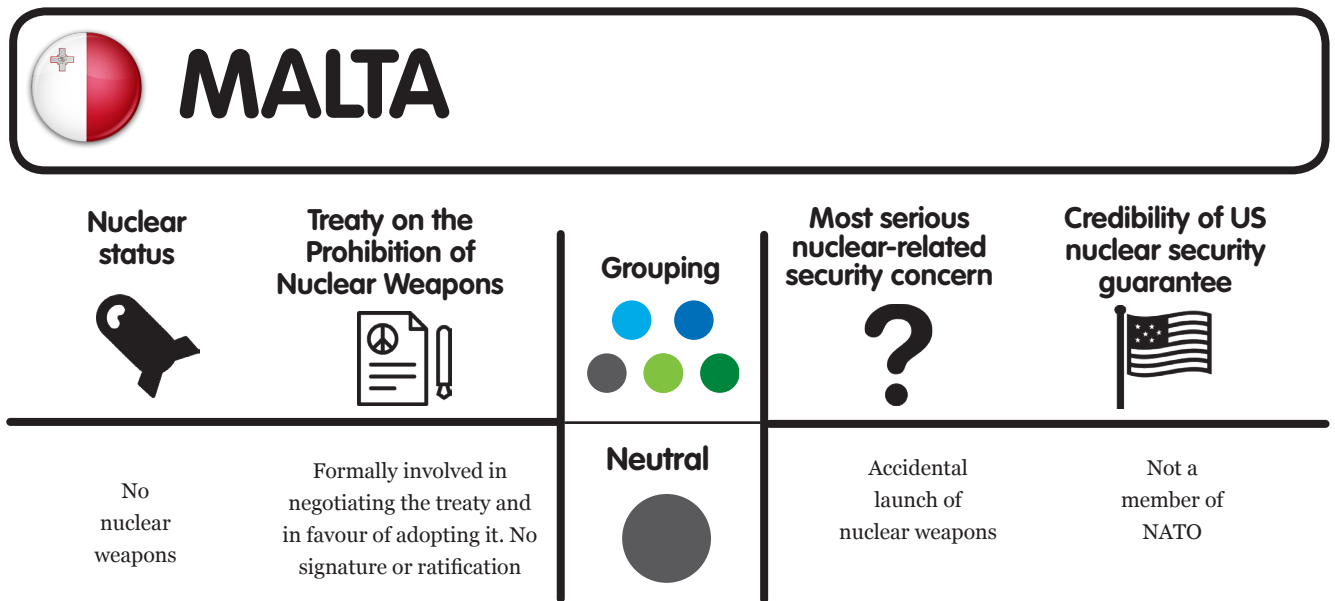 MALTA
Nuclear
status
Treaty on the
Prohibition of
Nuclear Weapons
Grouping
Most serious
nuclear-related
security concern
Credibility of US
nuclear security
guarantee
No
nuclear
weapons
Formally involved in
negotiating the treaty and
in favour of adopting it. No
signature or ratification
Neutral
Accidental
launch of
nuclear weapons
Not a
member of
NATO